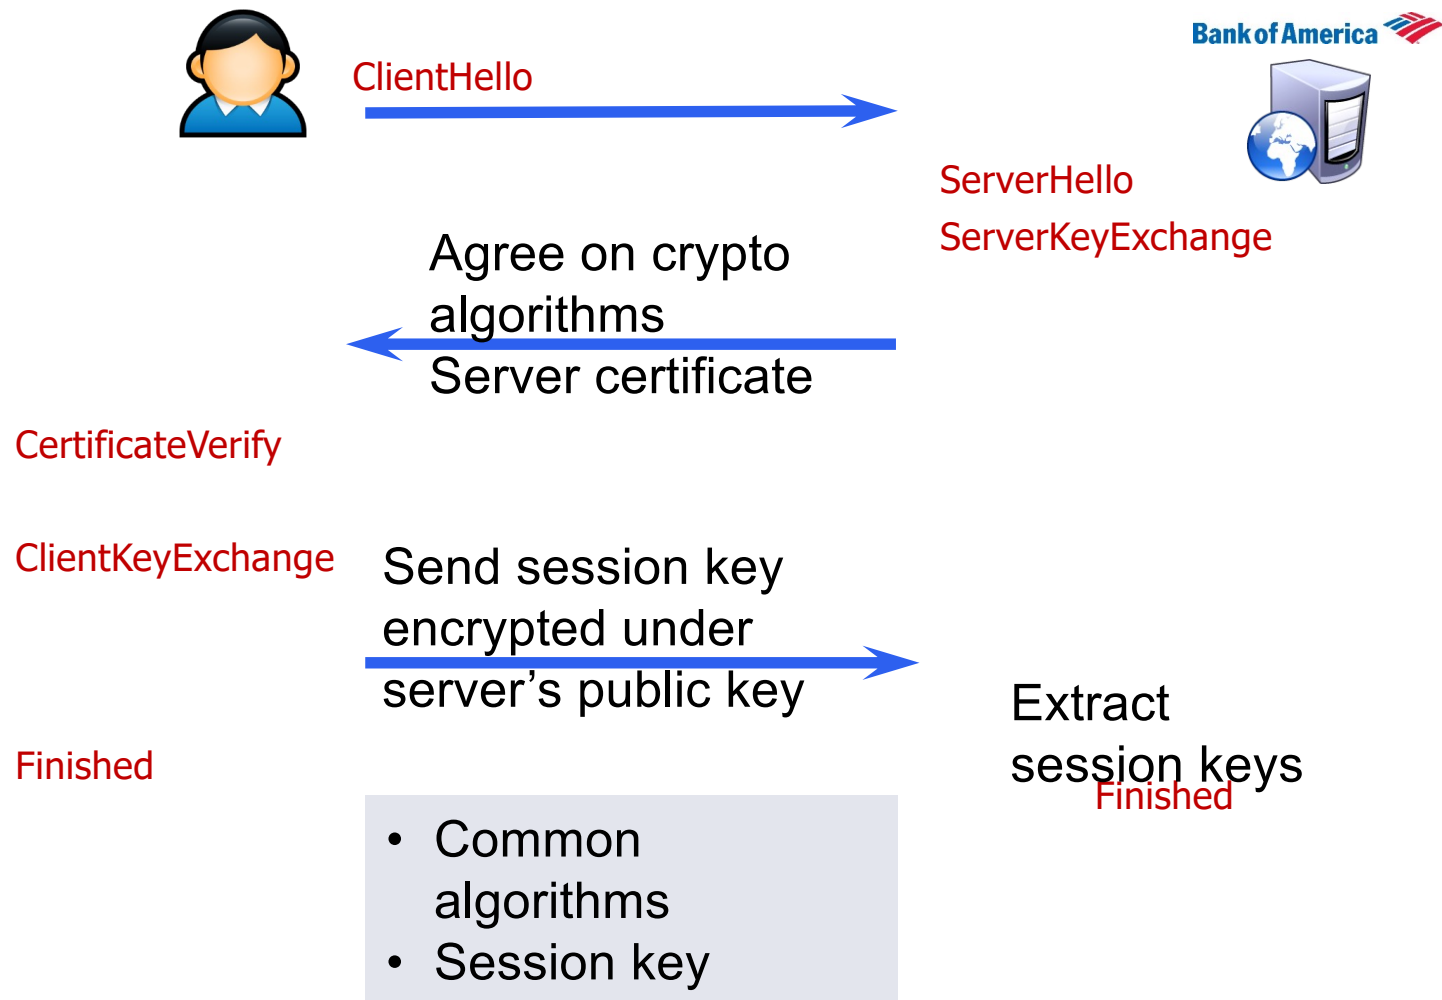 Bank of America
ClientHello
ServerHello
ServerKeyExchange
Agree on crypto
algorithms
Server certificate
CertificateVerify
ClientKeyExchange
Send session key
encrypted under
server’s public key
Extract
session keys
Finished
Finished
• Common
algorithms
• Session key